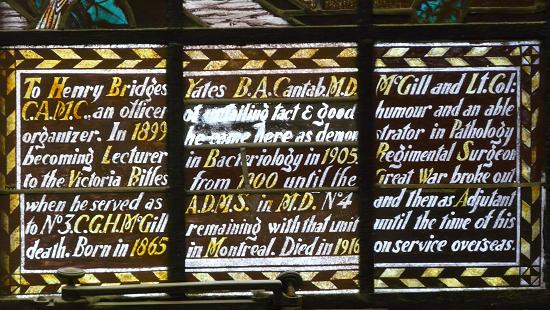 To Henry Bridges Yates B.A. Cantab, M.D. McGill and Lt. Col:
C.A.M.C., an officer of unfailing tact & good humour and an able
organizer. In 1899 he came here as demon strator in Pathology
becoming Lecturer in Bacteriology in 1905. Regimental Surgeon
to the Victoria Rifles from 1900 until the Great War broke out
when he served as A.D.M.S. in M.D. Nº4 and Then as Adjutant
to Nº3. C.G.H. McGill remaining with that unit until the time of his
death. Born in 1865 in Montreal. Died in 1916 on service overseas.